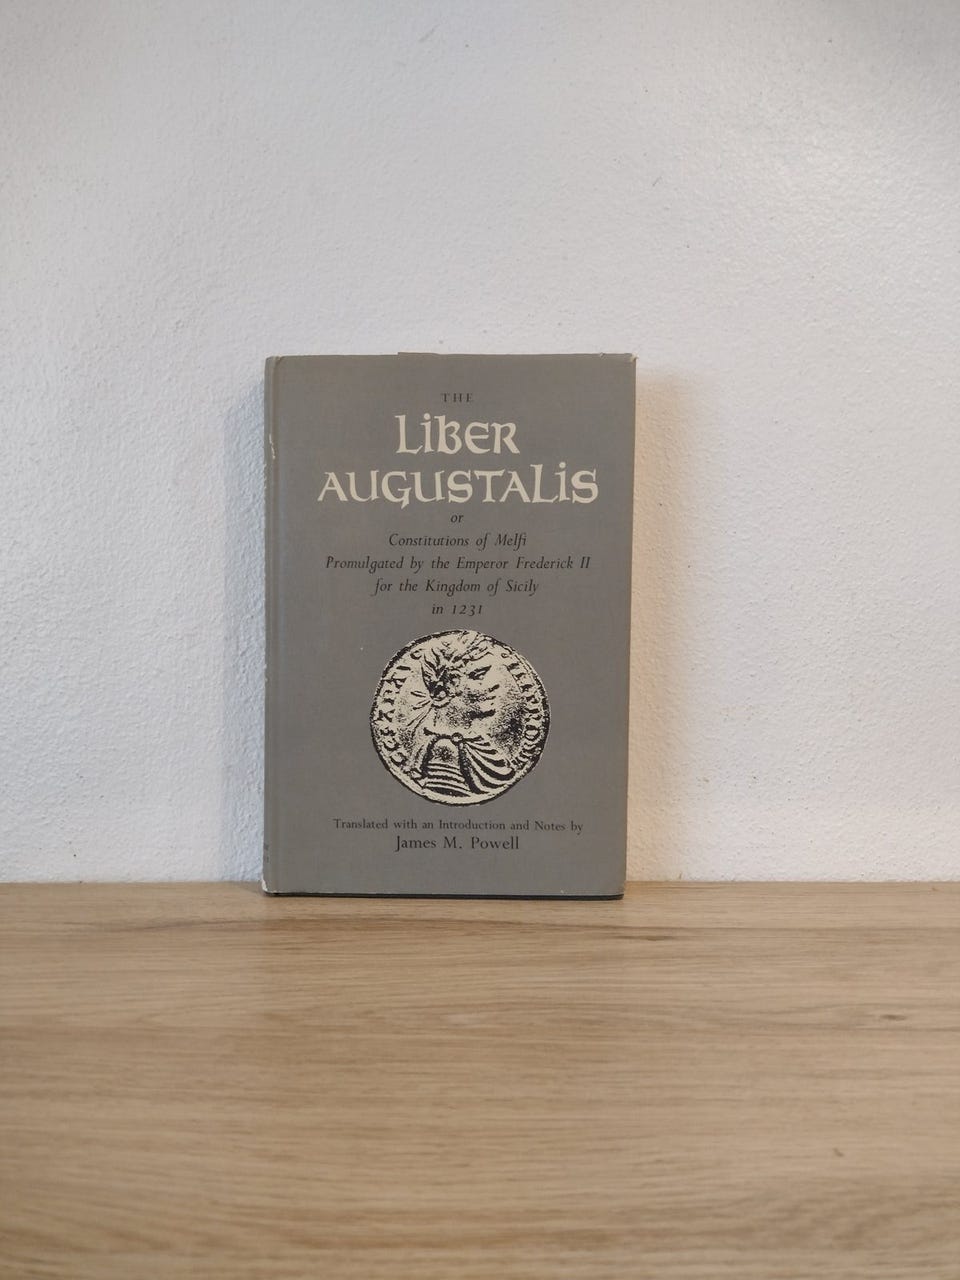 THE
LiBER
AUGUSTALiS
or
Constitutions of Melfi
Promulgated by the Emperor Frederick II
for the Kingdom of Sicily
in 1231
Translated with an Introduction and Notes by
James M. Powell